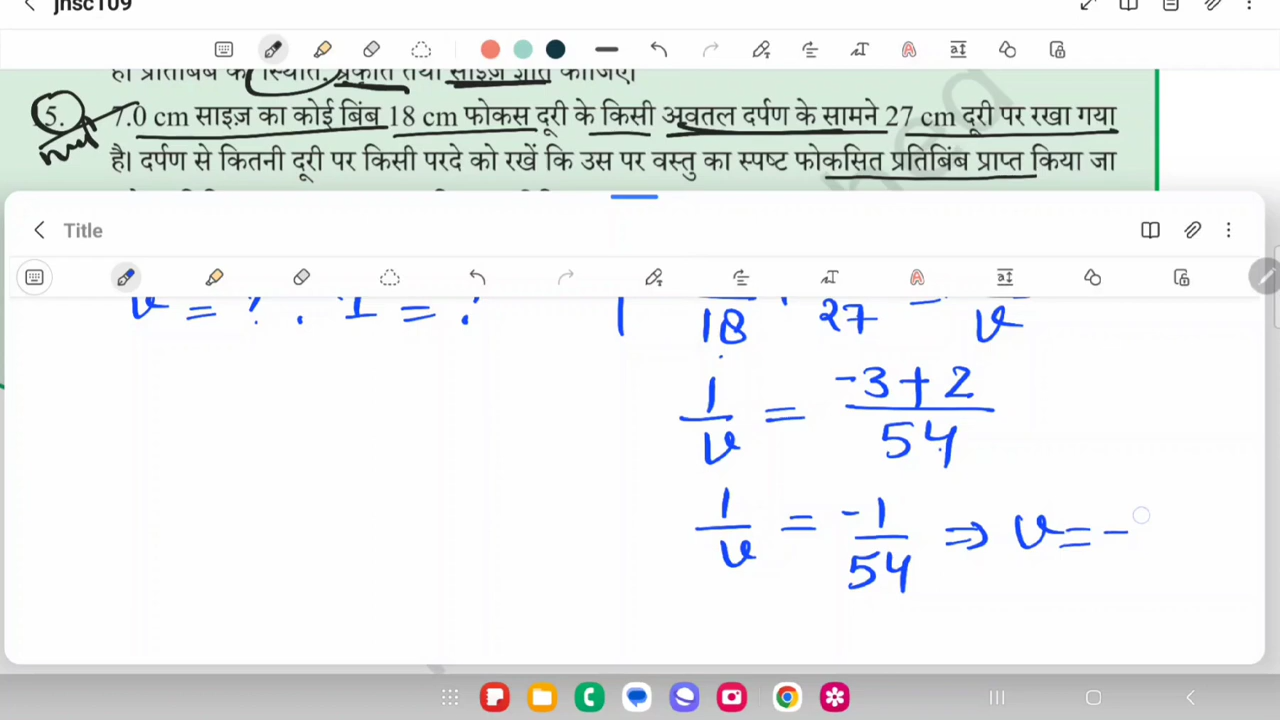 jhsc109
है। प्रतिबिंब की स्थिति, प्रकृति तथा साइज़ ज्ञात कीजिए।
5. 7.0 cm साइज़ का कोई बिंब 18 cm फोकस दूरी के किसी अवतल दर्पण के सामने 27 cm दूरी पर रखा गया
है। दर्पण से कितनी दूरी पर किसी परदे को रखें कि उस पर वस्तु का स्पष्ट फोकसित प्रतिबिंब प्राप्त किया जा
Title
v = ? . I = ?
18 27 = v
1/v = -3+2/54
1/v = -1/54 ⇒ v = -